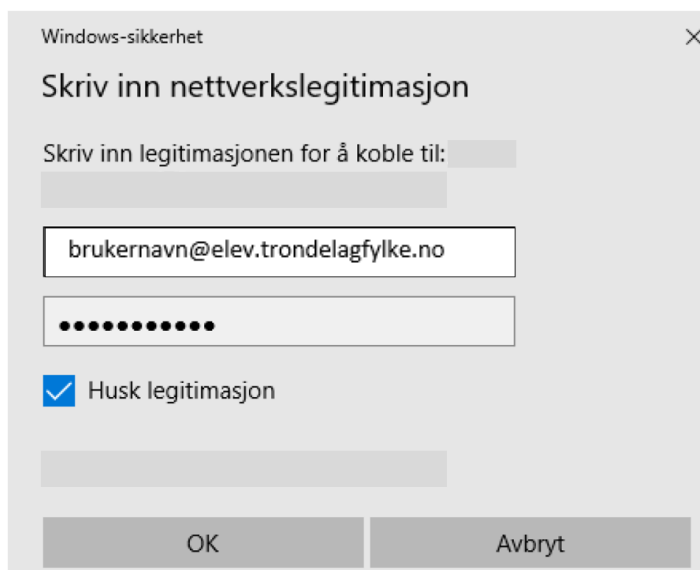 Windows-sikkerhet
Skriv inn nettverkslegitimasjon
Skriv inn legitimasjonen for å koble til:
brukernavn@elev.trondelagfylke.no
●●●●●●●●●●●
Husk legitimasjon
OK
Avbryt